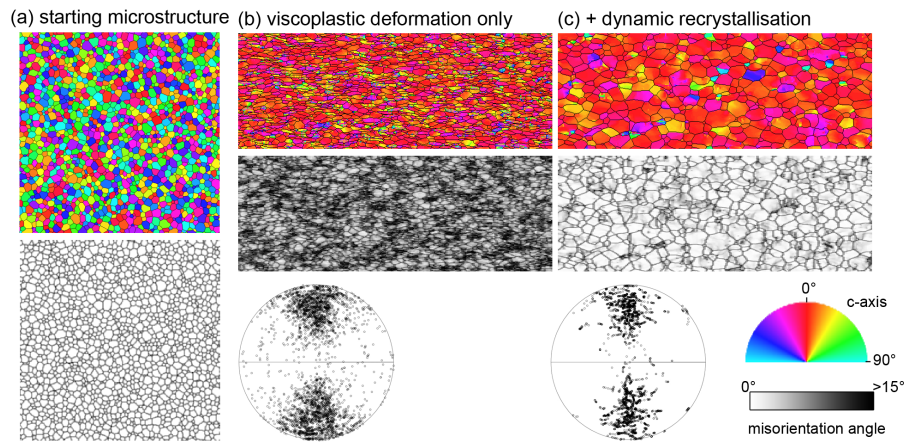 (a) starting microstructure
(b) viscoplastic deformation only
(c) + dynamic recrystallisation
0°
c-axis
90°
0°
>15°
misorientation angle